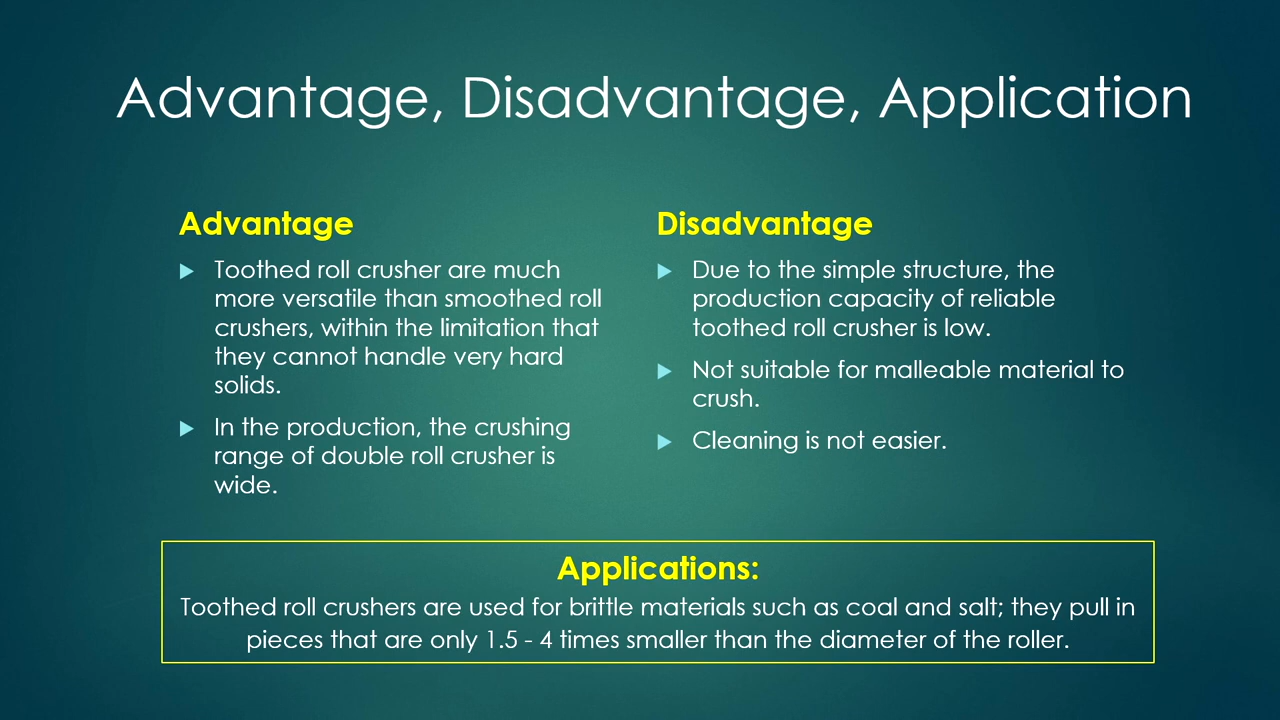 Advantage, Disadvantage, Application
Advantage
Toothed roll crusher are much
more versatile than smoothed roll
crushers, within the limitation that
they cannot handle very hard
solids.
In the production, the crushing
range of double roll crusher is
wide.
Disadvantage
Due to the simple structure, the
production capacity of reliable
toothed roll crusher is low.
Not suitable for malleable material to
crush.
Cleaning is not easier.
Applications:
Toothed roll crushers are used for brittle materials such as coal and salt; they pull in
pieces that are only 1.5 - 4 times smaller than the diameter of the roller.